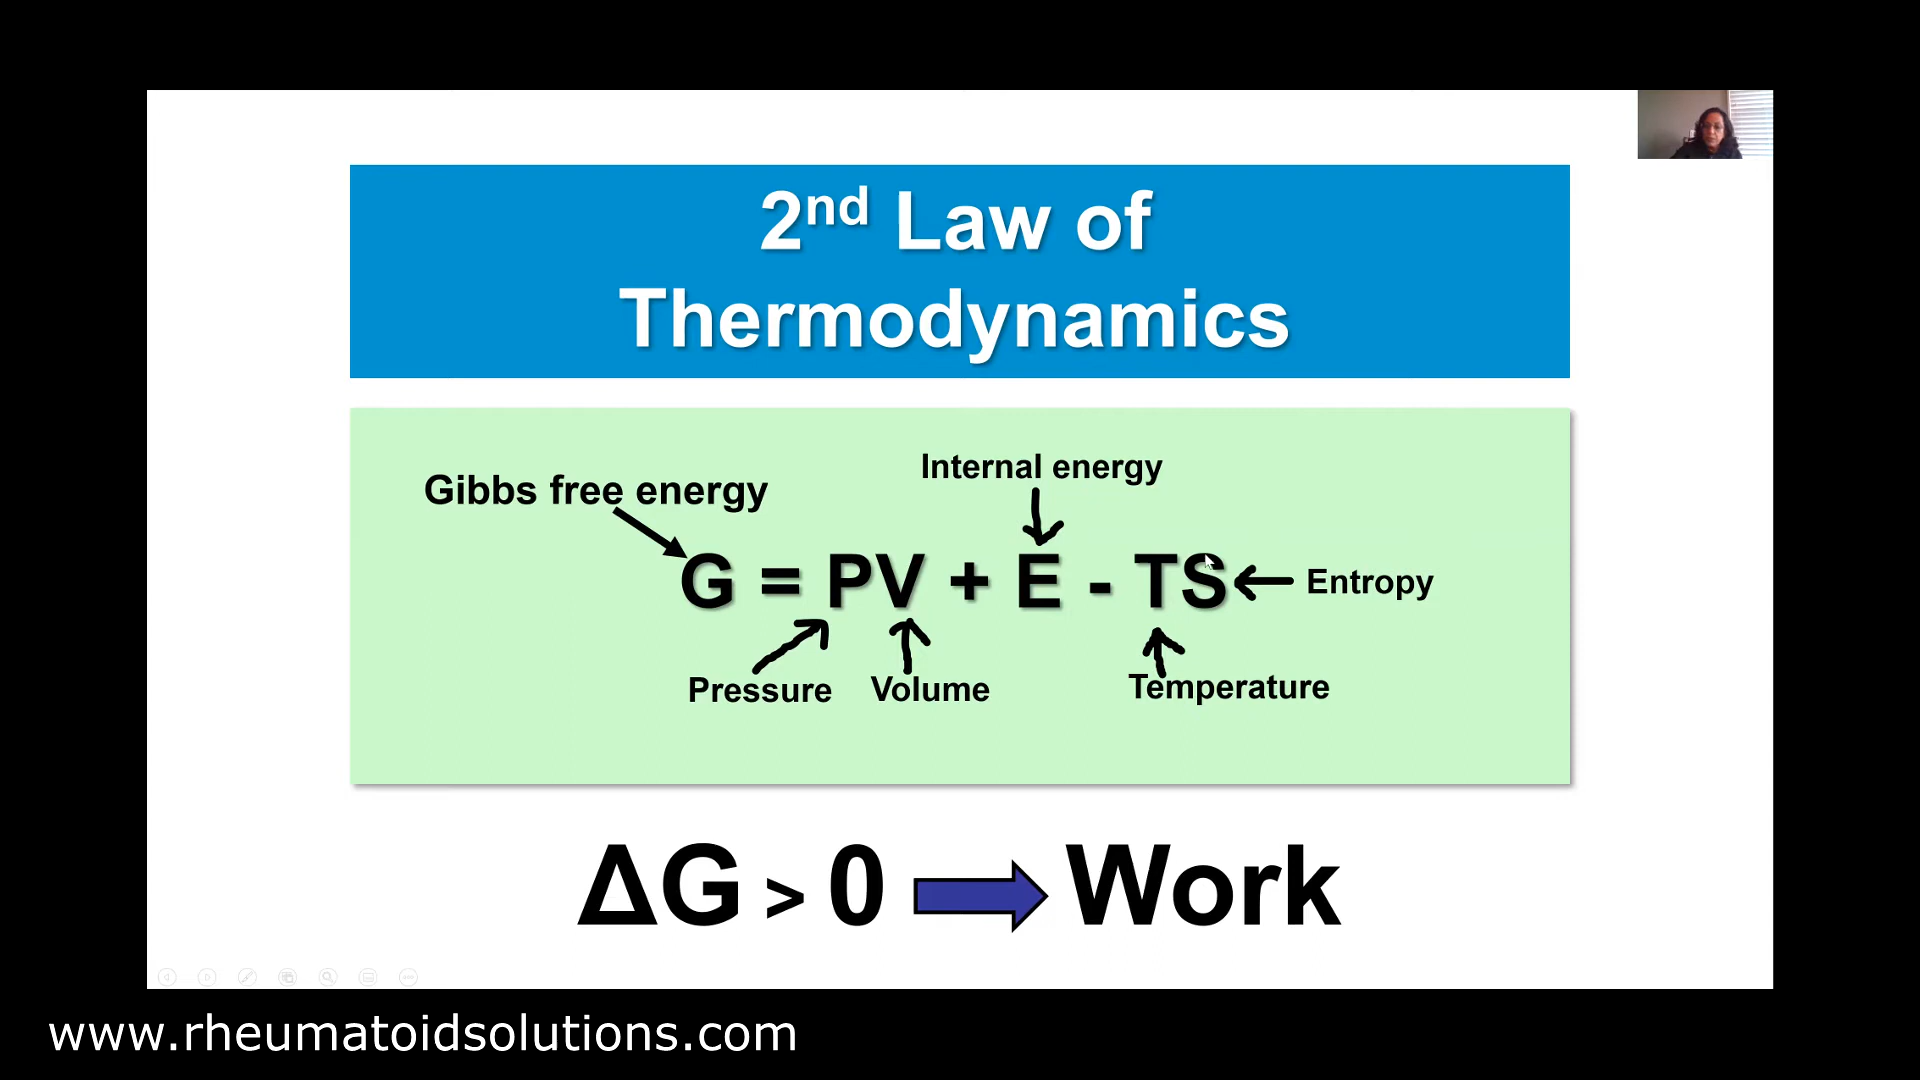 2nd Law of
Thermodynamics
Internal energy
Gibbs free energy
G = PV + E - TS
Entropy
Pressure
Volume
Temperature
ΔG > 0
Work
www.rheumatoidsolutions.com